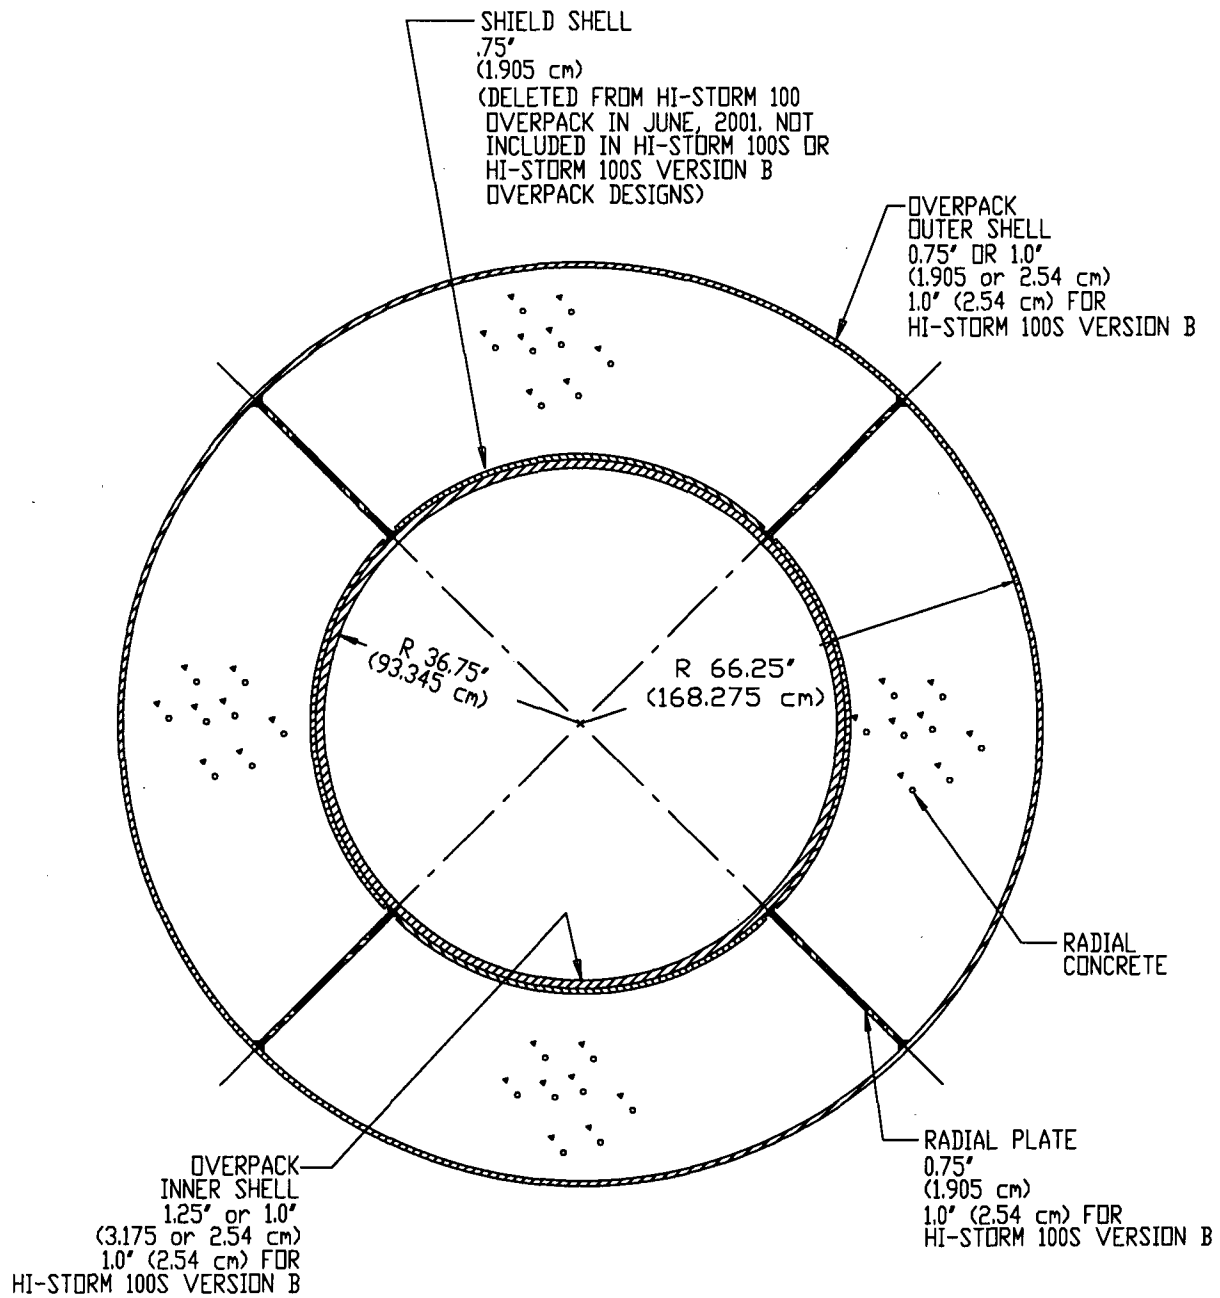 SHIELD SHELL
.75"
(1.905 cm)
(DELETED FROM HI-STORM 100
OVERPACK IN JUNE, 2001. NOT
INCLUDED IN HI-STORM 100S OR
HI-STORM 100S VERSION B
OVERPACK DESIGNS)
OVERPACK
OUTER SHELL
0.75" OR 1.0"
(1.905 or 2.54 cm)
1.0" (2.54 cm) FOR
HI-STORM 100S VERSION B
R 36.75"
(93.345 cm)
R 66.25"
(168.275 cm)
RADIAL
CONCRETE
RADIAL PLATE
0.75"
(1.905 cm)
1.0" (2.54 cm) FOR
HI-STORM 100S VERSION B
OVERPACK
INNER SHELL
1.25" or 1.0"
(3.175 or 2.54 cm)
1.0" (2.54 cm) FOR
HI-STORM 100S VERSION B